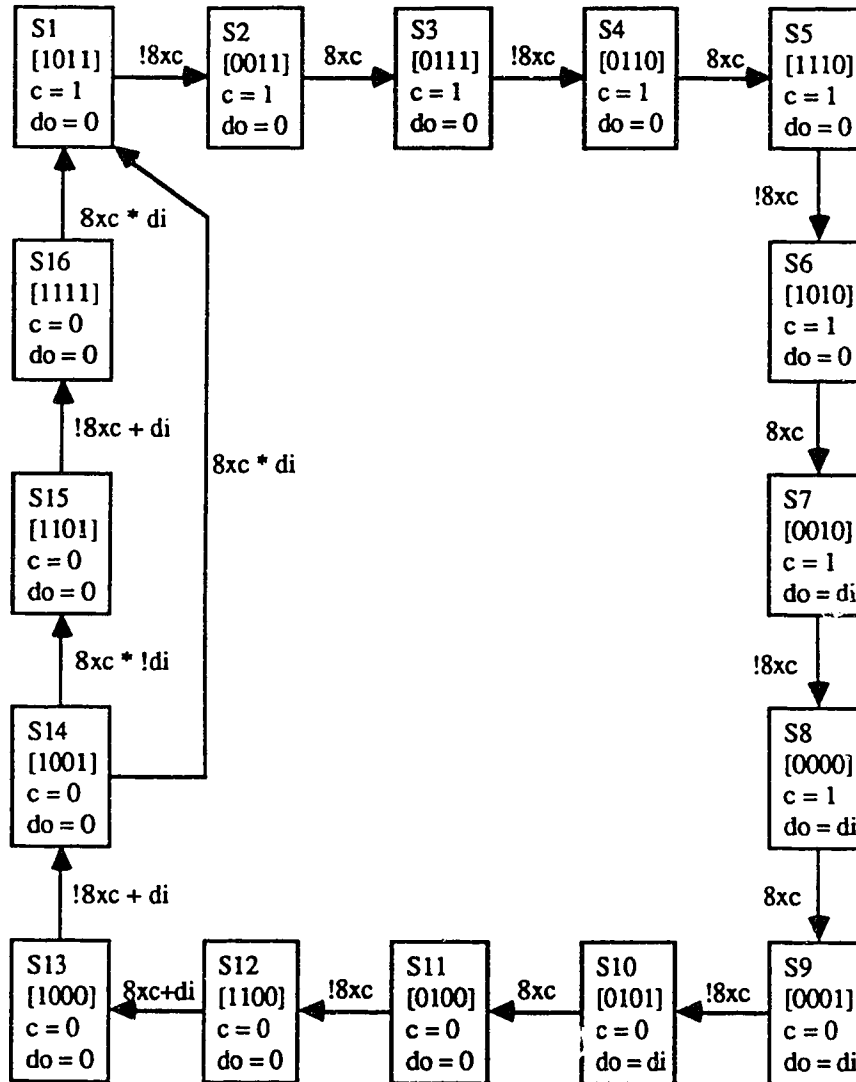 S1
[1011]
c = 1
do = 0
!8xc
S2
[0011]
c = 1
do = 0
8xc
S3
[0111]
c = 1
do = 0
!8xc
S4
[0110]
c = 1
do = 0
8xc
S5
[1110]
c = 1
do = 0
!8xc
S6
[1010]
c = 1
do = 0
8xc
S7
[0010]
c = 1
do = di
!8xc
S8
[0000]
c = 1
do = di
8xc
S9
[0001]
c = 0
do = di
!8xc
S10
[0101]
c = 0
do = di
8xc
S11
[0100]
c = 0
do = 0
!8xc
S12
[1100]
c = 0
do = 0
8xc+di
S13
[1000]
c = 0
do = 0
!8xc + di
S14
[1001]
c = 0
do = 0
8xc * !di
8xc * di
S15
[1101]
c = 0
do = 0
!8xc + di
S16
[1111]
c = 0
do = 0
8xc * di